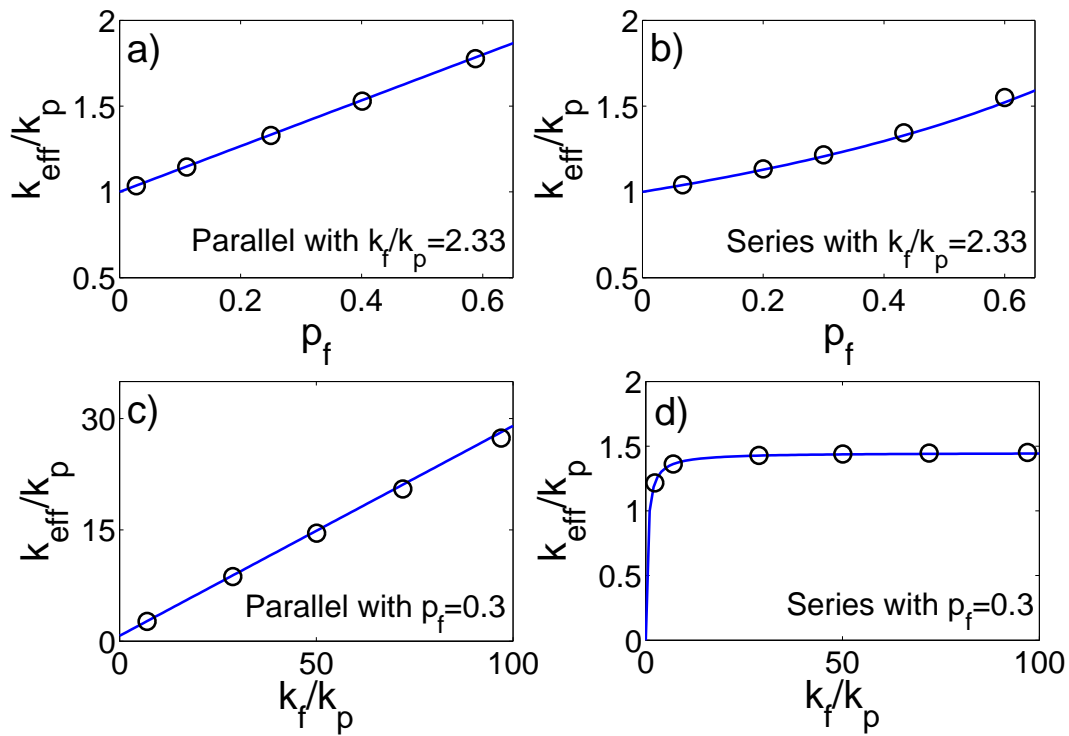 a)
k_eff/k_p
2
1.5
1
0.5
0 0.2 0.4 0.6
p_f
Parallel with k_f/k_p=2.33
b)
k_eff/k_p
2
1.5
1
0.5
0 0.2 0.4 0.6
p_f
Series with k_f/k_p=2.33
c)
k_eff/k_p
30
15
0
0 50 100
k_f/k_p
Parallel with p_f=0.3
d)
k_eff/k_p
2
1.5
1
0.5
0
0 50 100
k_f/k_p
Series with p_f=0.3